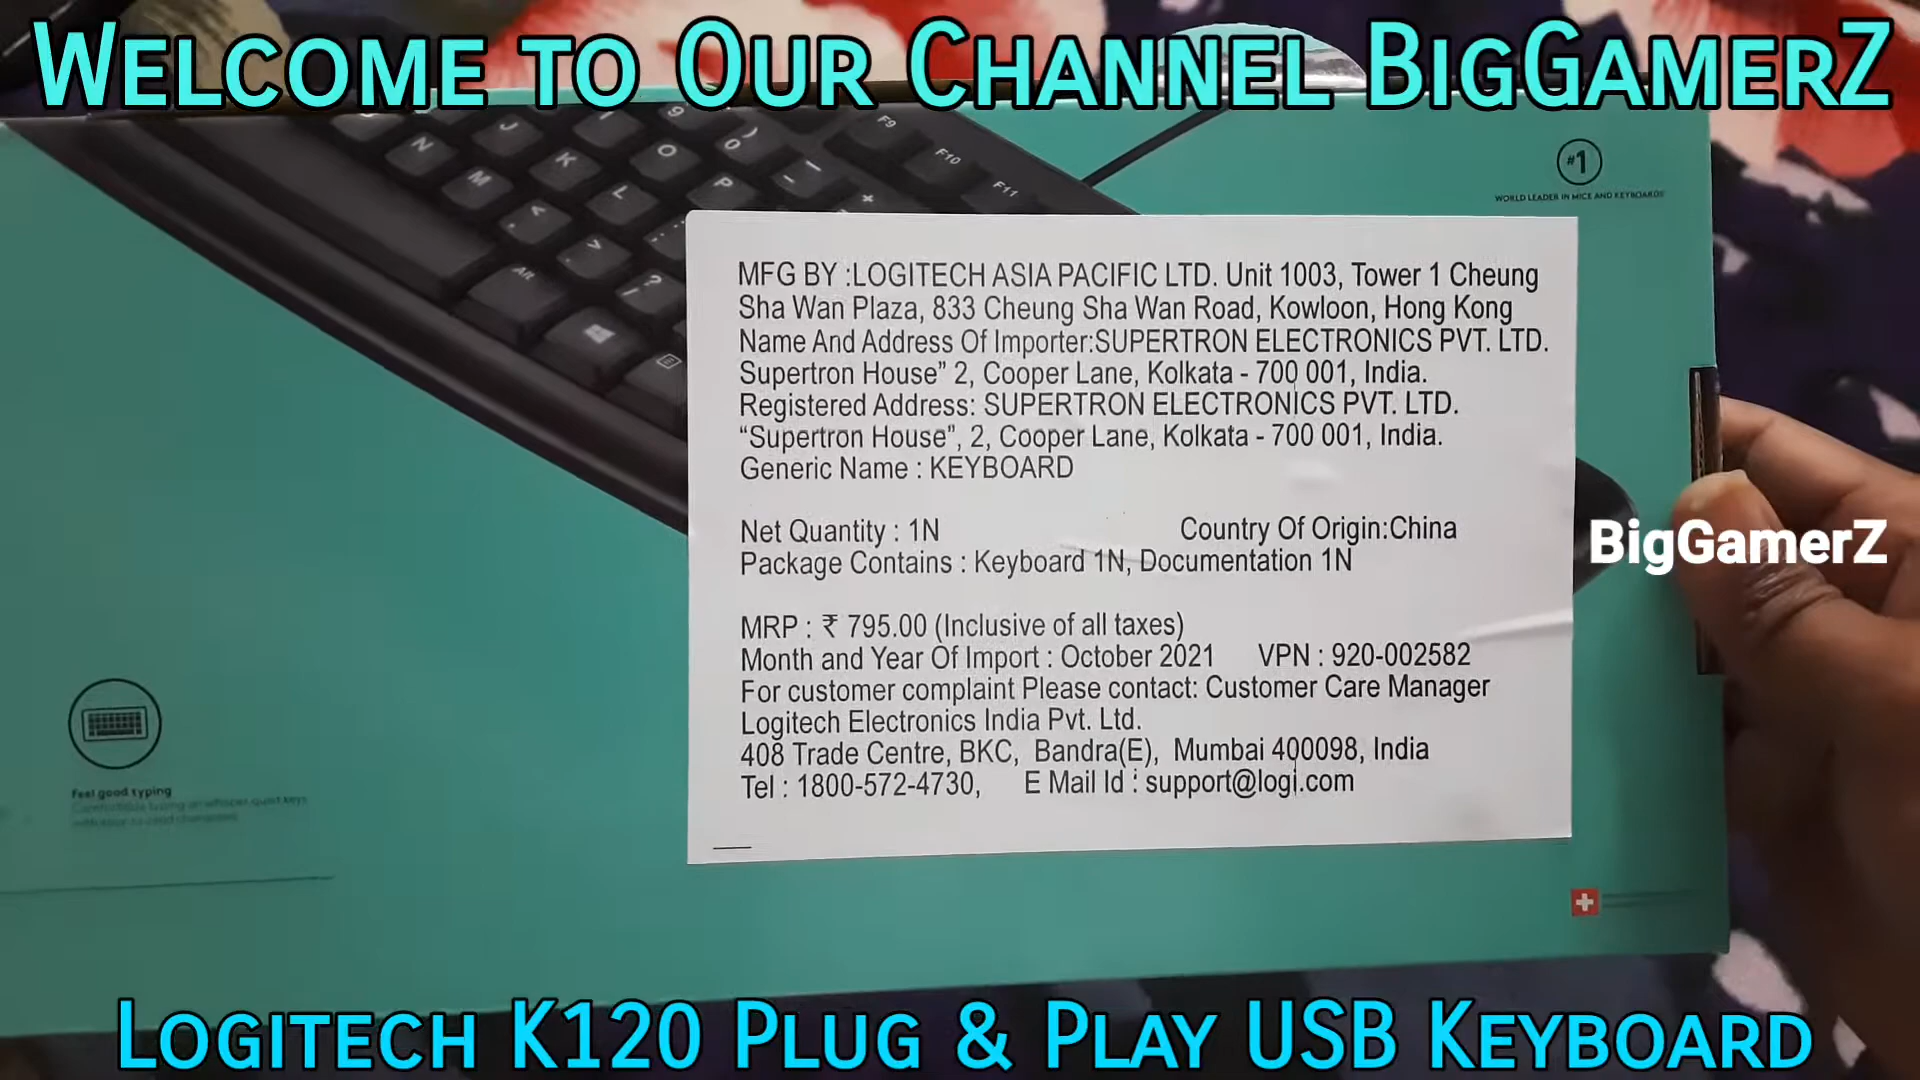 WELCOME TO OUR CHANNEL BIGGAMERZ
9
F9
J
I
)
0
F10
N
K
O
_
-
F11
M
L
P
+
<
,
>
.
?
/
Alt
#1
WORLD LEADER IN MICE AND KEYBOARDS
MFG BY :LOGITECH ASIA PACIFIC LTD. Unit 1003, Tower 1 Cheung
Sha Wan Plaza, 833 Cheung Sha Wan Road, Kowloon, Hong Kong
Name And Address Of Importer:SUPERTRON ELECTRONICS PVT. LTD.
Supertron House” 2, Cooper Lane, Kolkata - 700 001, India.
Registered Address: SUPERTRON ELECTRONICS PVT. LTD.
“Supertron House”, 2, Cooper Lane, Kolkata - 700 001, India.
Generic Name : KEYBOARD
Net Quantity : 1N Country Of Origin:China
Package Contains : Keyboard 1N, Documentation 1N
MRP : ₹ 795.00 (Inclusive of all taxes)
Month and Year Of Import : October 2021 VPN : 920-002582
For customer complaint Please contact: Customer Care Manager
Logitech Electronics India Pvt. Ltd.
408 Trade Centre, BKC, Bandra(E), Mumbai 400098, India
Tel : 1800-572-4730, E Mail Id : support@logi.com
BigGamerZ
Feel good typing
LOGITECH K120 PLUG & PLAY USB KEYBOARD